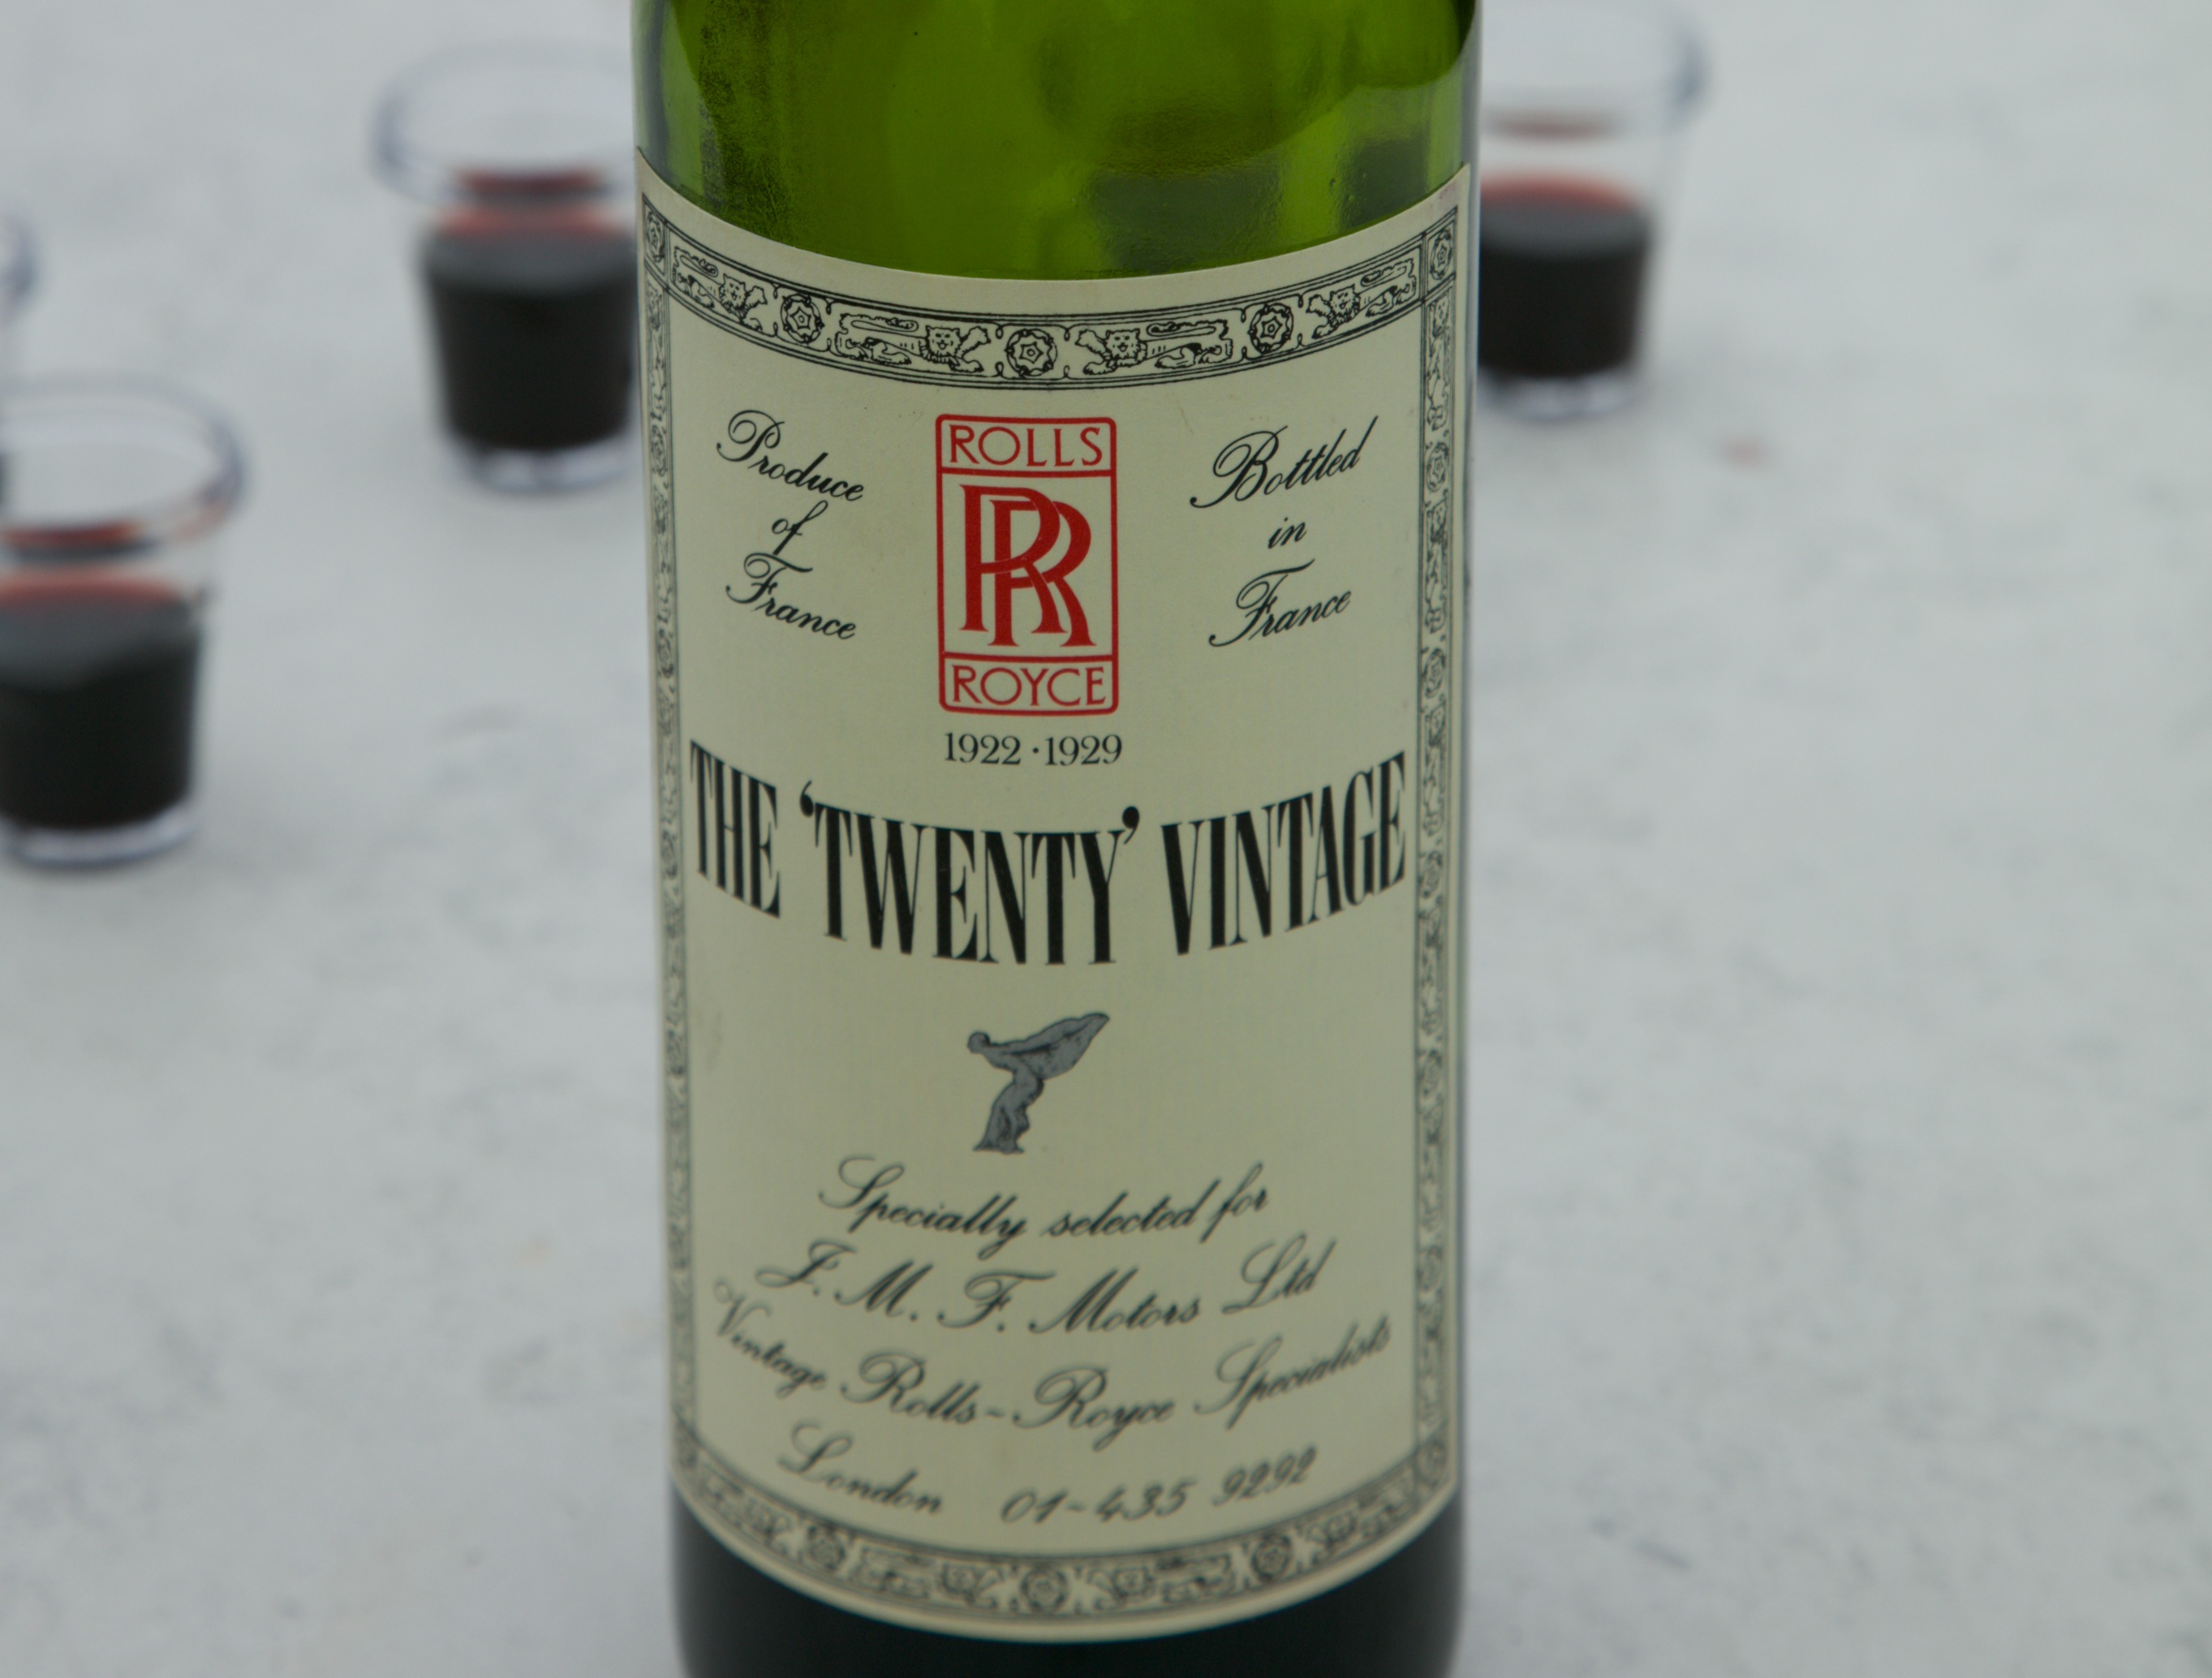 Produce
of
France
ROLLS
RR
ROYCE
Bottled
in
France
1922 · 1929
THE ‘TWENTY’ VINTAGE
Specially selected for
J. M. F. Motors Ltd
Vintage Rolls-Royce Specialists
London 01-435 9292